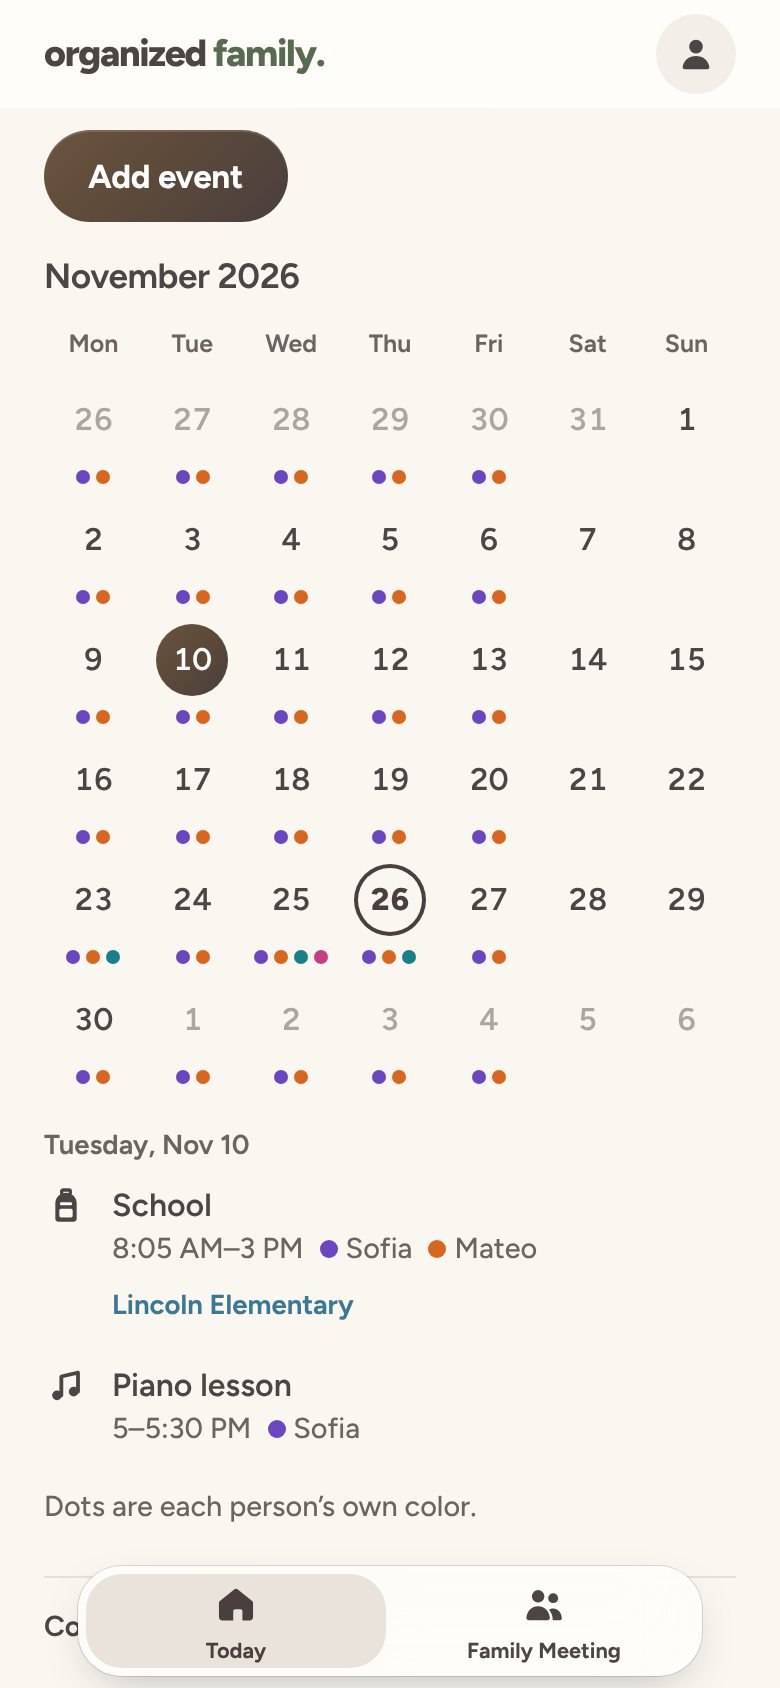 organized family.
Add event
November 2026
Mon Tue Wed Thu Fri Sat Sun
26 27 28 29 30 31 1
2 3 4 5 6 7 8
9 10 11 12 13 14 15
16 17 18 19 20 21 22
23 24 25 26 27 28 29
30 1 2 3 4 5 6
Tuesday, Nov 10
School
8:05 AM–3 PM Sofia Mateo
Lincoln Elementary
Piano lesson
5–5:30 PM Sofia
Dots are each person’s own color.
Today Family Meeting